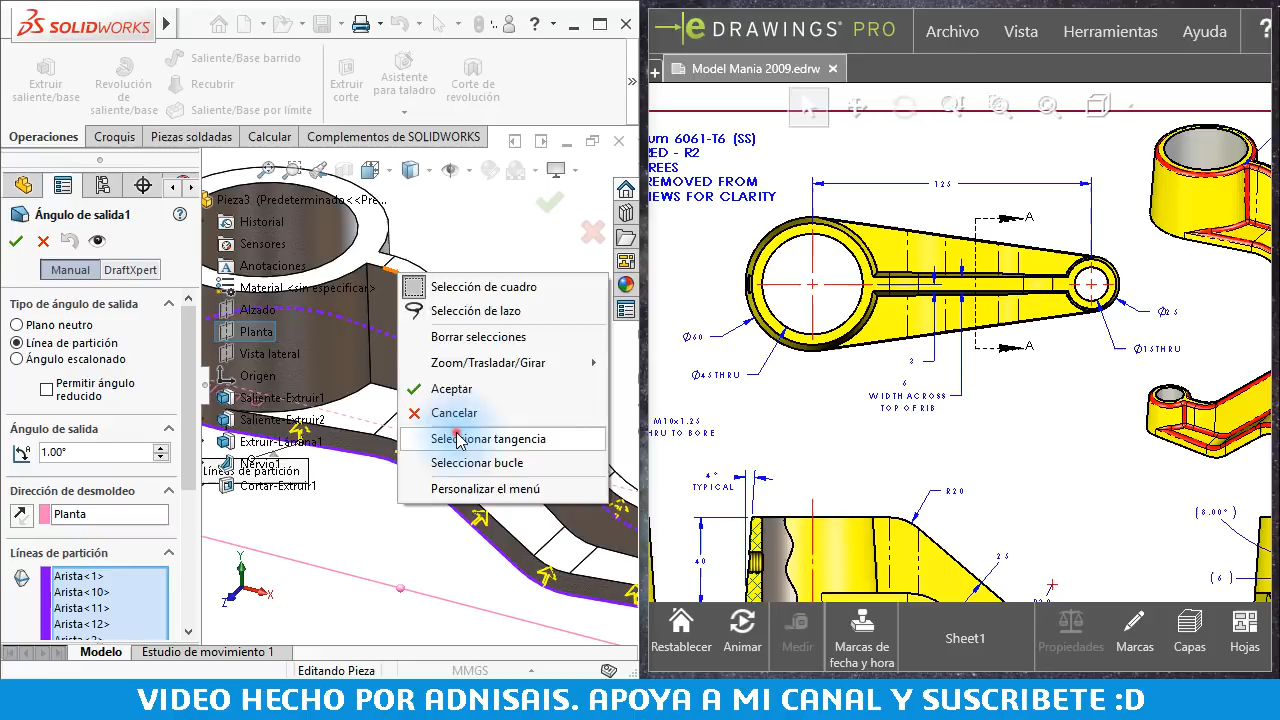 SOLIDWORKS
Extruir
saliente/base
Revolución
de
saliente/base
Saliente/Base barrido
Recubrir
Saliente/Base por límite
Extruir
corte
Asistente
para taladro
Corte de
revolución
Operaciones
Croquis
Piezas soldadas
Calcular
Complementos de SOLIDWORKS
Ángulo de salida1
Manual
DraftXpert
Tipo de ángulo de salida
Plano neutro
Línea de partición
Ángulo escalonado
Permitir ángulo
reducido
Ángulo de salida
1.00°
Dirección de desmoldeo
Planta
Líneas de partición
Arista<1>
Arista<10>
Arista<11>
Arista<12>
Pieza3 (Predeterminado<<Pre...
Historial
Sensores
Anotaciones
Material <sin especificar>
Alzado
Planta
Vista lateral
Origen
Saliente-Extruir1
Saliente-Extruir2
Extruir-Lámina1
Nervio1
Líneas de partición
Cortar-Extruir1
Selección de cuadro
Selección de lazo
Borrar selecciones
Zoom/Trasladar/Girar
Aceptar
Cancelar
Seleccionar tangencia
Seleccionar bucle
Personalizar el menú
Y
X
Z
Modelo
Estudio de movimiento 1
Editando Pieza
MMGS
eDRAWINGS® PRO
Archivo
Vista
Herramientas
Ayuda
?
Model Mania 2009.edrw
um 6061-T6 (SS)
RED - R2
REES
REMOVED FROM
IEWS FOR CLARITY
125
A
A
Ø60
Ø45THRU
3
6
WIDTH ACROSS
TOP OF RIB
Ø25
Ø15THRU
M10x1.25
HRU TO BORE
4°
TYPICAL
R20
40
25
(8.00°)
(6)
Restablecer
Animar
Medir
Marcas de
fecha y hora
Sheet1
Propiedades
Marcas
Capas
Hojas
VIDEO HECHO POR ADNISAIS. APOYA A MI CANAL Y SUSCRIBETE :D